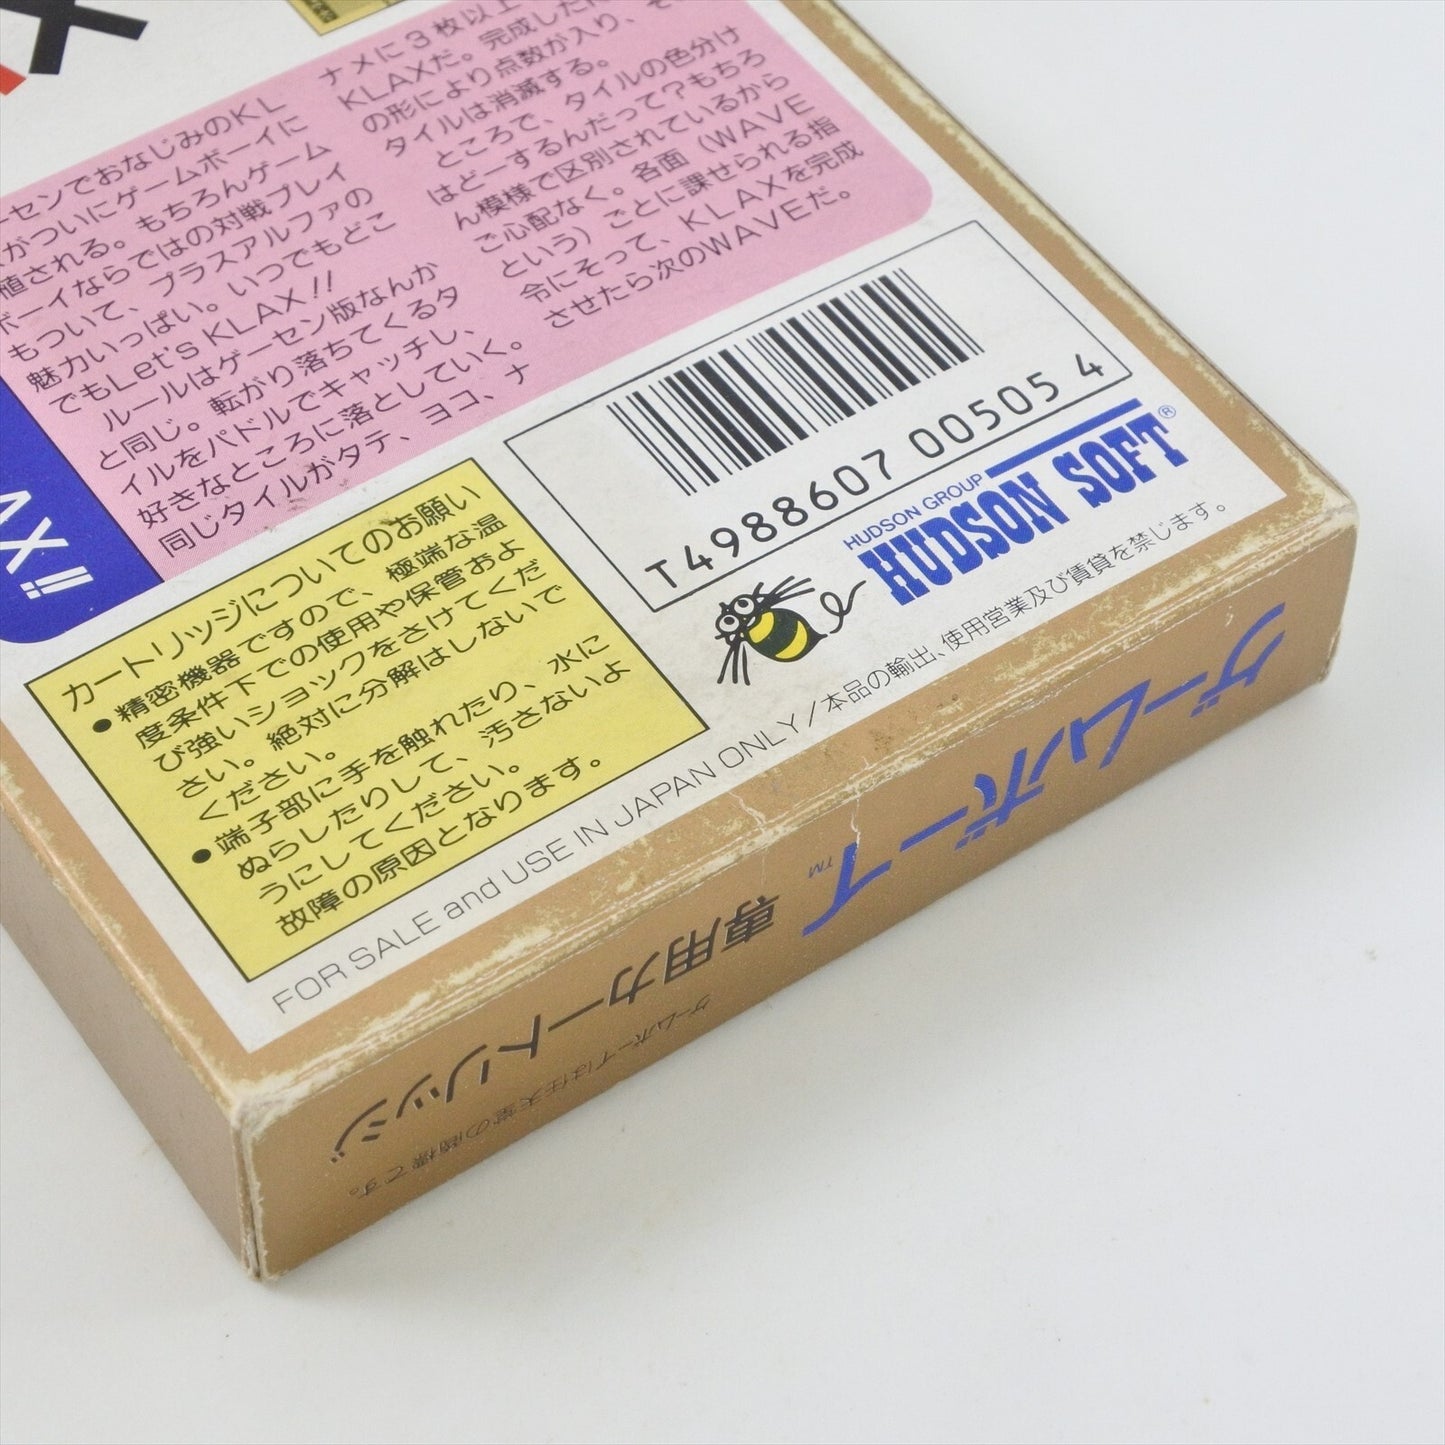 ーセンでおなじみのKL
がついにゲームボーイに
植される。もちろんゲーム
ボーイならではの対戦プレイ
もついて、プラスアルファの
魅力いっぱい。いつでもどこ
でもLet's KLAX!!
ルールはゲーセン版なんか
と同じ。転がり落ちてくるタ
イルをパドルでキャッチし、
好きなところに落としていく。
同じタイルがタテ、ヨコ、ナ
ナメに3枚以上
KLAXだ。完成した
の形により点数が入り、そ
タイルは消滅する。
ところで、タイルの色分け
はどーするんだって？もちろ
ん模様で区別されているから
ご心配なく。各面（WAVE
という）ごとに課せられる指
令にそって、KLAXを完成
させたら次のWAVEだ。
AX!!
カートリッジについてのお願い
●精密機器ですので、極端な温
度条件下での使用や保管およ
び強いショックをさけてくだ
さい。絶対に分解はしないで
ください。
●端子部に手を触れたり、水に
ぬらしたりして、汚さないよ
うにしてください。
故障の原因となります。
T4988607 00505 4
HUDSON GROUP
HUDSON SOFT®
FOR SALE and USE IN JAPAN ONLY/本品の輸出、使用営業及び賃貸を禁じます。
ゲームボーイ™
専用カートリッジ
ゲームボーイは任天堂の商標です。